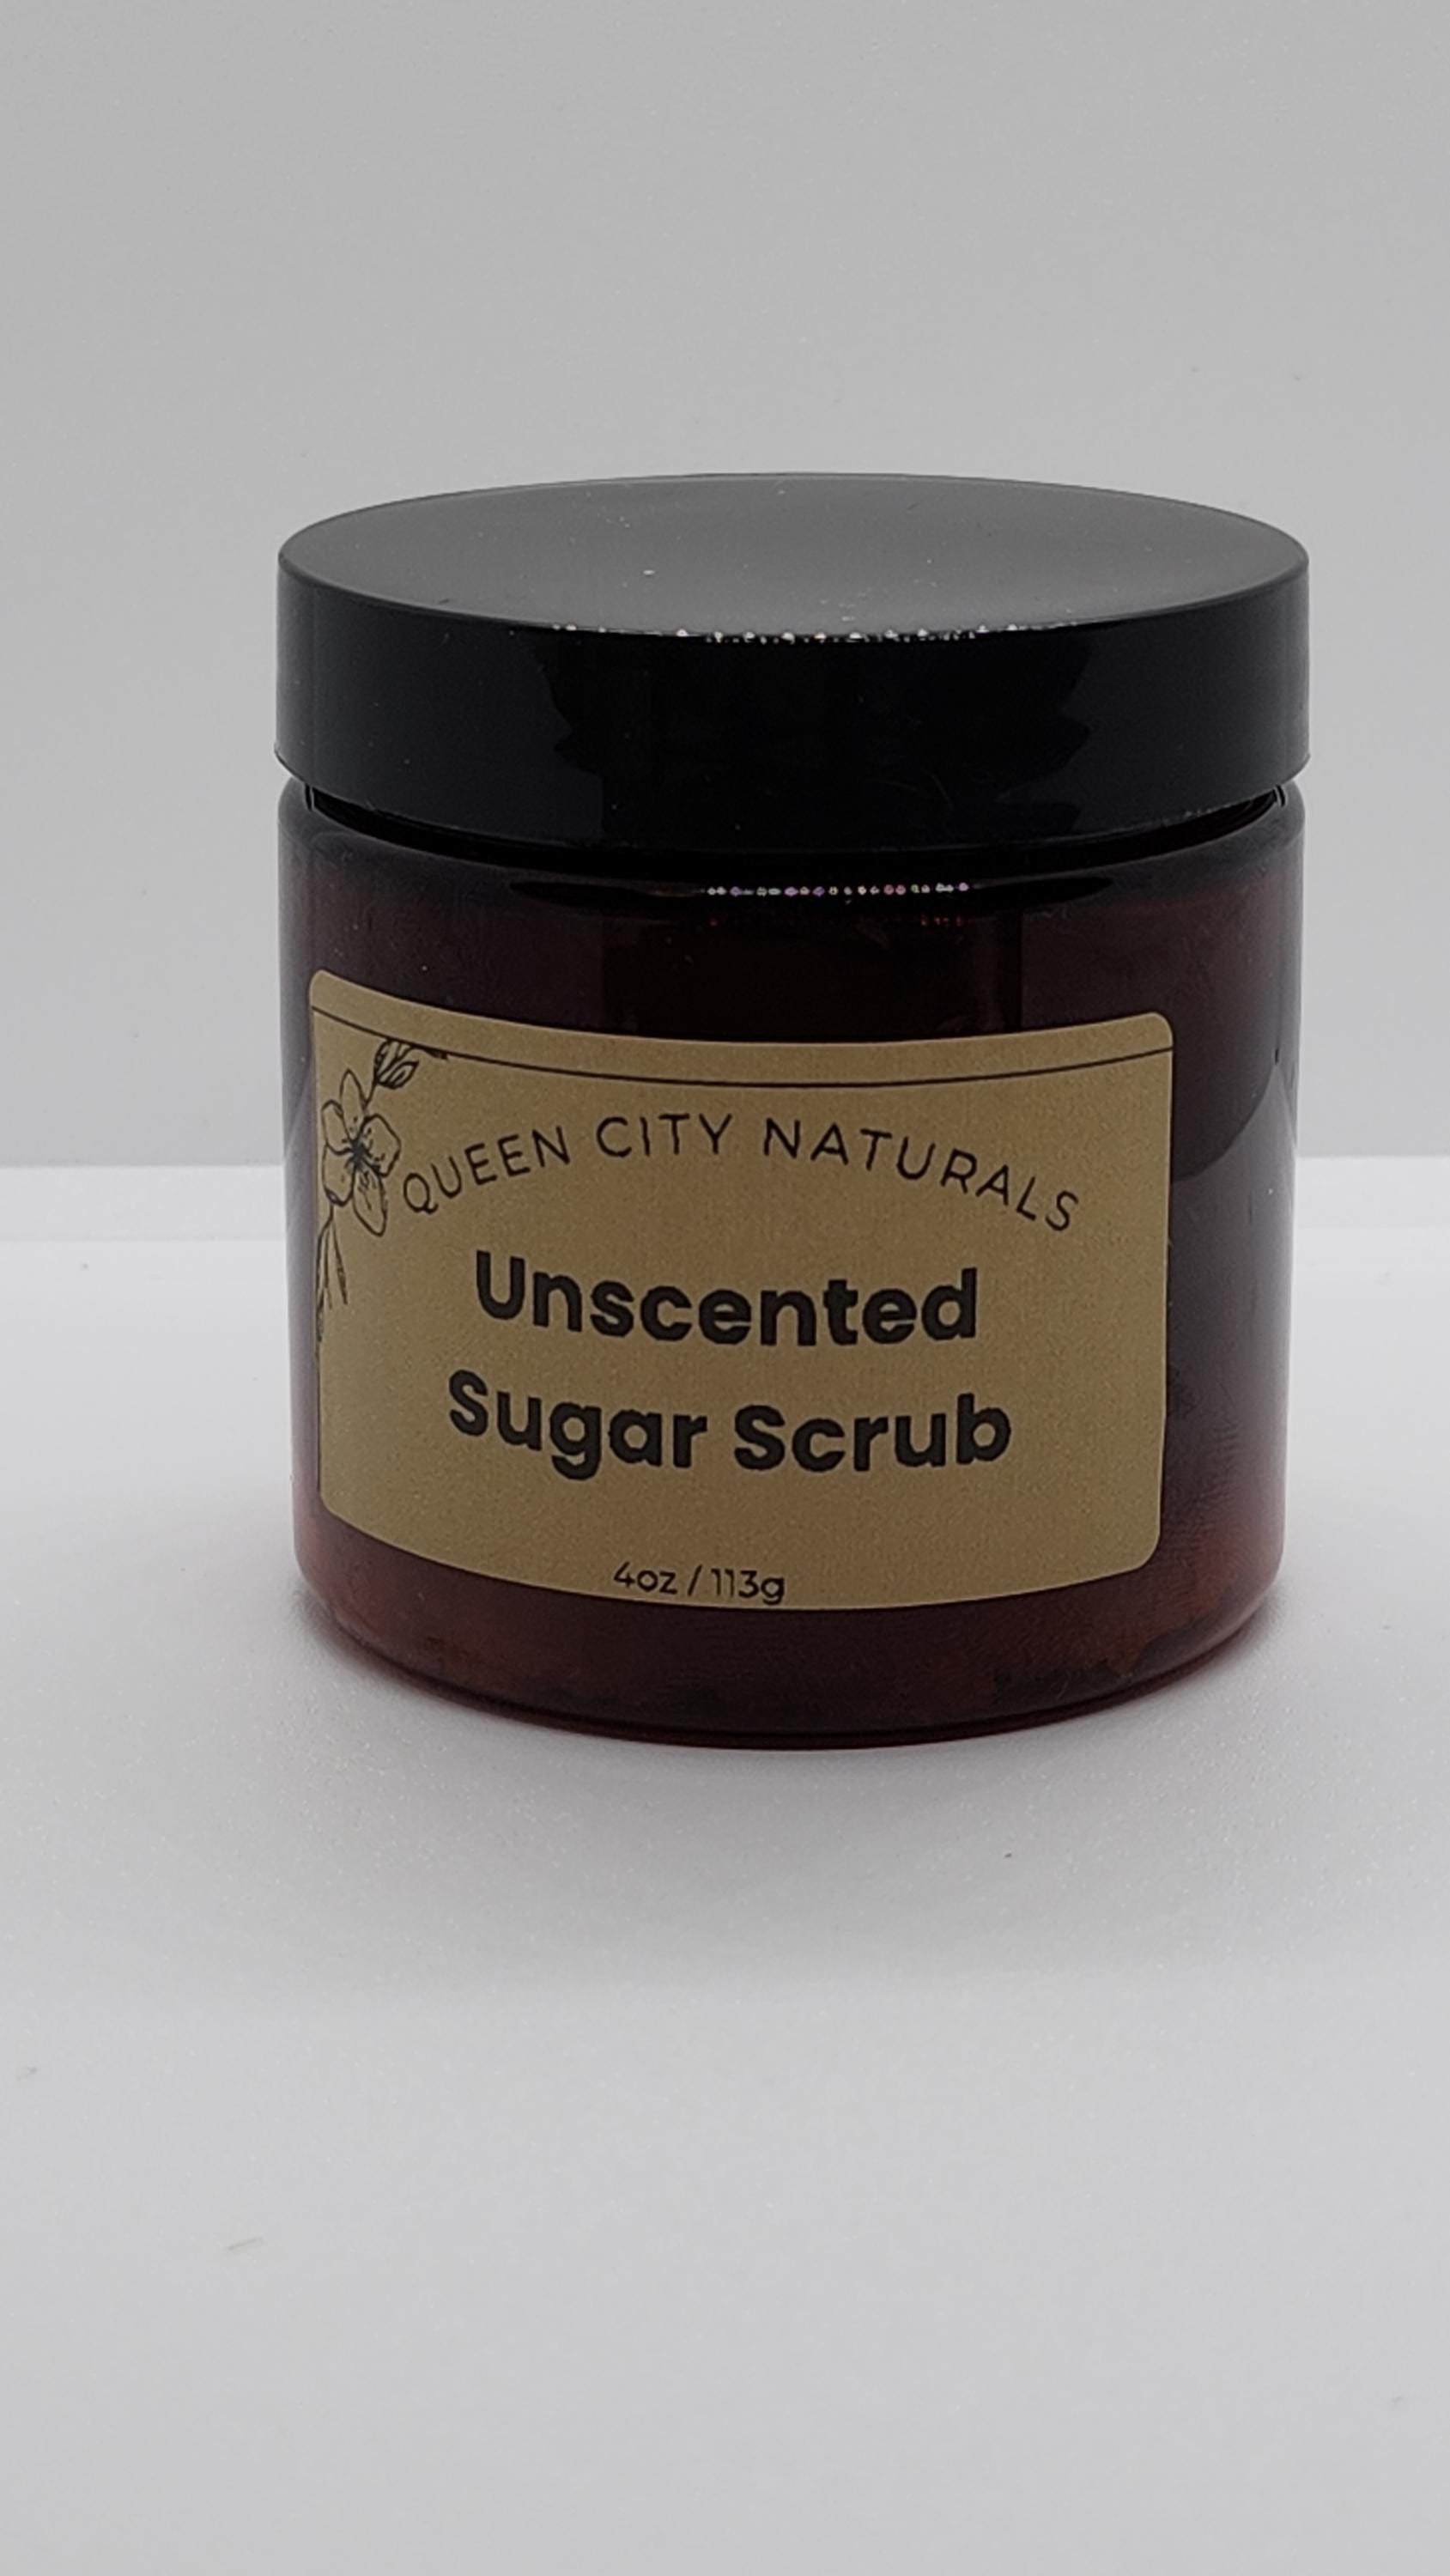 QUEEN CITY NATURALS
Unscented
Sugar Scrub
4oz / 113g